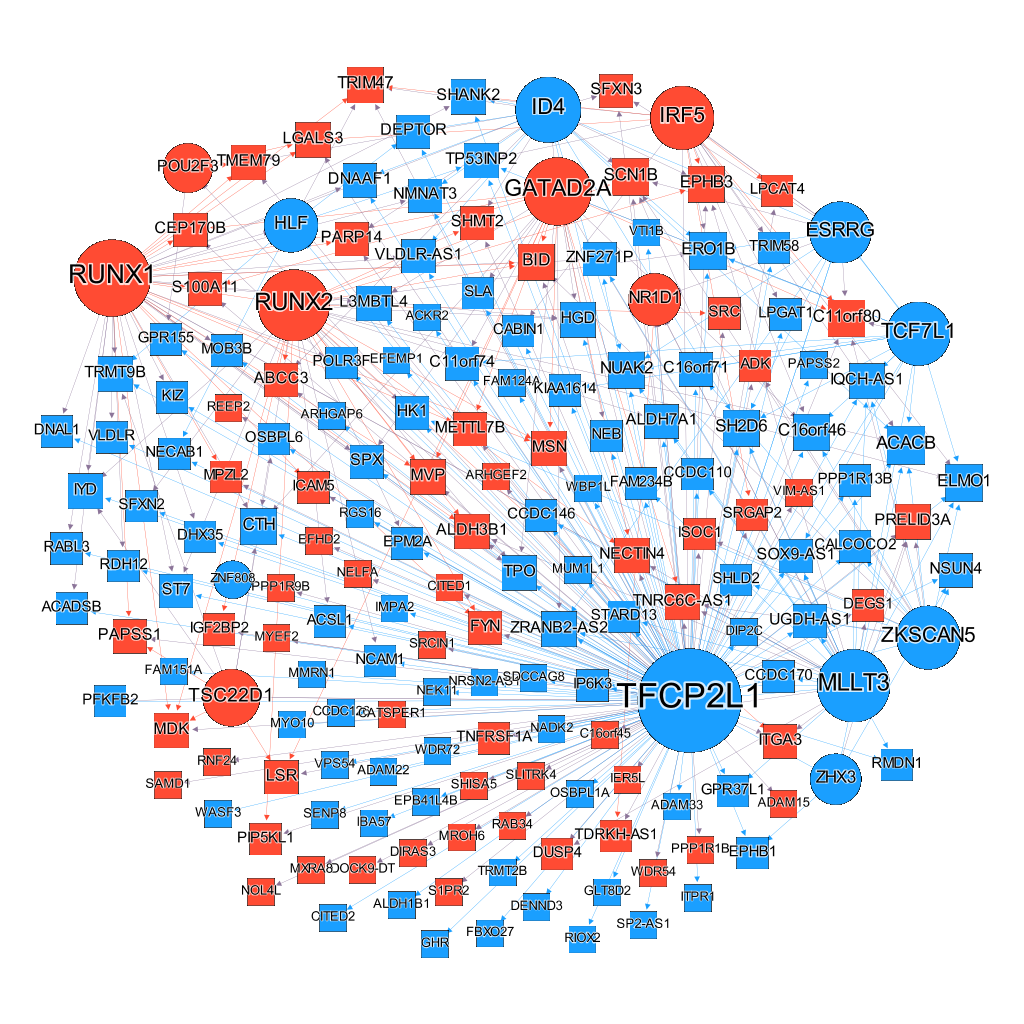 TRIM47
SHANK2
ID4
SFXN3
IRF5
LGALS3
DEPTOR
POU2F3
TMEM79
DNAAF1
TP53INP2
NMNAT3
GATAD2A
SCN1B
EPHB3
LPCAT4
CEP170B
HLF
PARP14
SHMT2
VTI1B
ESRRG
VLDLR-AS1
BID
ZNF271P
ERO1B
TRIM58
RUNX1
S100A11
RUNX2
L3MBTL4
SLA
NR1D1
ACKR2
CABIN1
HGD
SRC
LPGAT1
C11orf80
TCF7L1
GPR155
MOB3B
POLR3F
EFEMP1
C11orf74
TRMT9B
ABCC3
FAM124A
KIAA1614
NUAK2
C16orf71
ADK
PAPSS2
IQCH-AS1
KIZ
REEP2
ARHGAP6
HK1
DNAL1
VLDLR
OSBPL6
METTL7B
NEB
ALDH7A1
SH2D6
C16orf46
ACACB
NECAB1
SPX
MSN
IYD
SFXN2
MPZL2
ICAM5
MVP
ARHGEF2
WBP1L
FAM234B
CCDC110
VIM-AS1
PPP1R13B
ELMO1
RGS16
CCDC146
SRGAP2
PRELID3A
RABL3
DHX35
CTH
EFHD2
EPM2A
ALDH3B1
ISOC1
RDH12
NECTIN4
SOX9-AS1
CALCOCO2
ZNF808
NELFA
TPO
MUM1L1
SHLD2
NSUN4
ST7
PPP1R9B
CITED1
TNRC6C-AS1
ACADSB
IMPA2
DEGS1
PAPSS1
IGF2BP2
ACSL1
STARD13
UGDH-AS1
MYEF2
SRCIN1
FYN
ZRANB2-AS2
DIP2C
ZKSCAN5
FAM151A
MMRN1
NCAM1
CCDC170
TSC22D1
NRSN2-AS1
SDCCAG8
IP6K3
TFCP2L1
MLLT3
PFKFB2
NEK11
MDK
MYO10
CATSPER1
NADK2
C16orf45
ITGA3
RNF24
VPS54
WDR72
TNFRSF1A
RMDN1
SAMD1
LSR
ADAM22
SHISA5
SLITRK4
IER5L
ZHX3
OSBPL1A
GPR37L1
ADAM15
WASF3
SENP8
IBA57
EPB41L4B
ADAM33
PIP5KL1
MROH6
RAB34
TDRKH-AS1
DIRAS3
DUSP4
PPP1R1B
EPHB1
MXRA8
DOCK9-DT
TRMT2B
WDR54
NOL4L
ALDH1B1
S1PR2
GLT8D2
ITPR1
CITED2
DENND3
SP2-AS1
GHR
FBXO27
RIOX2